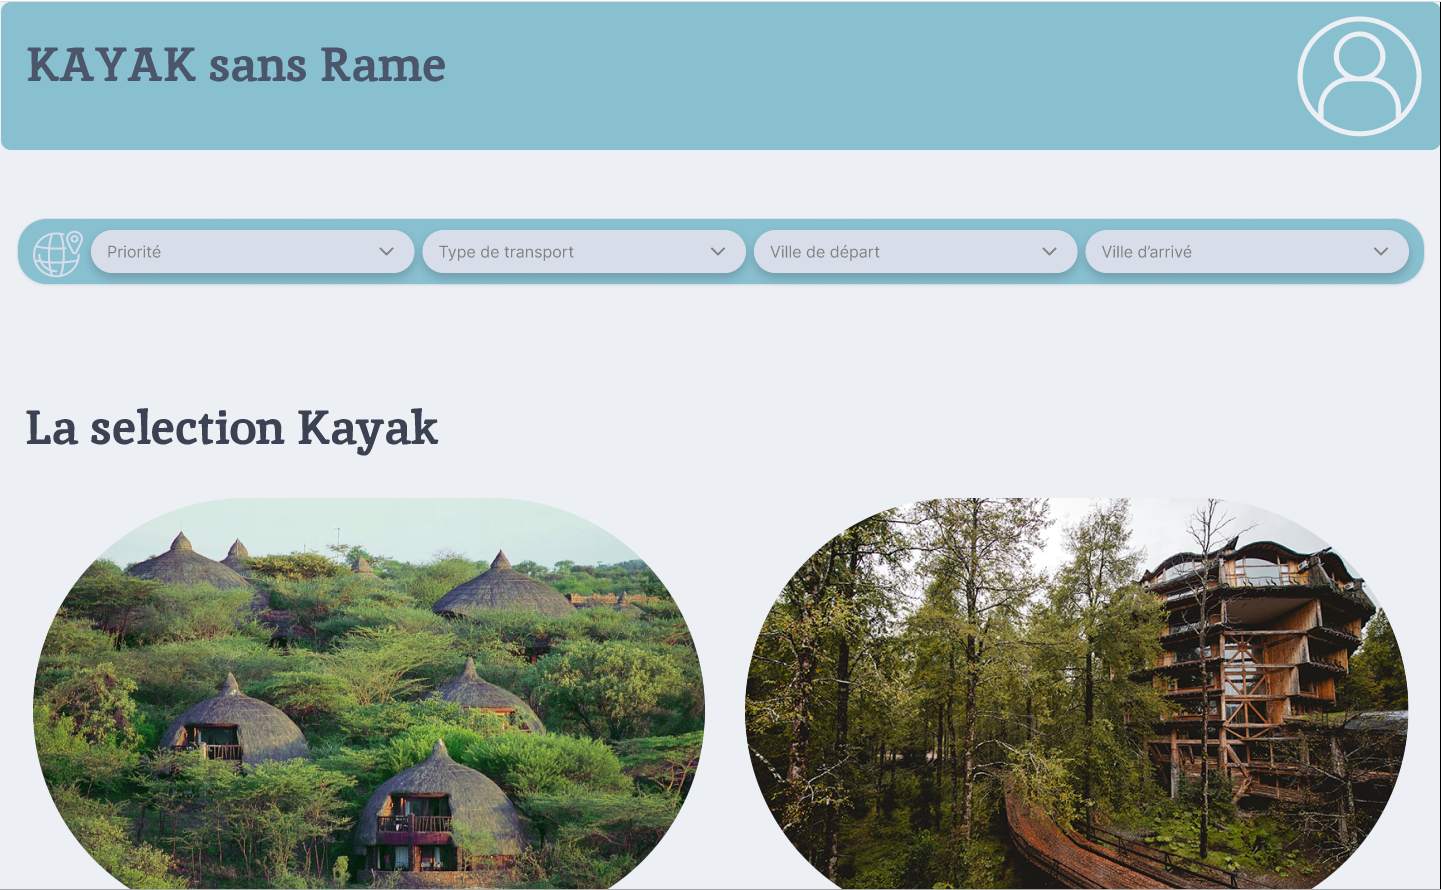 KAYAK sans Rame
Priorité
Type de transport
Ville de départ
Ville d'arrivé
La selection Kayak